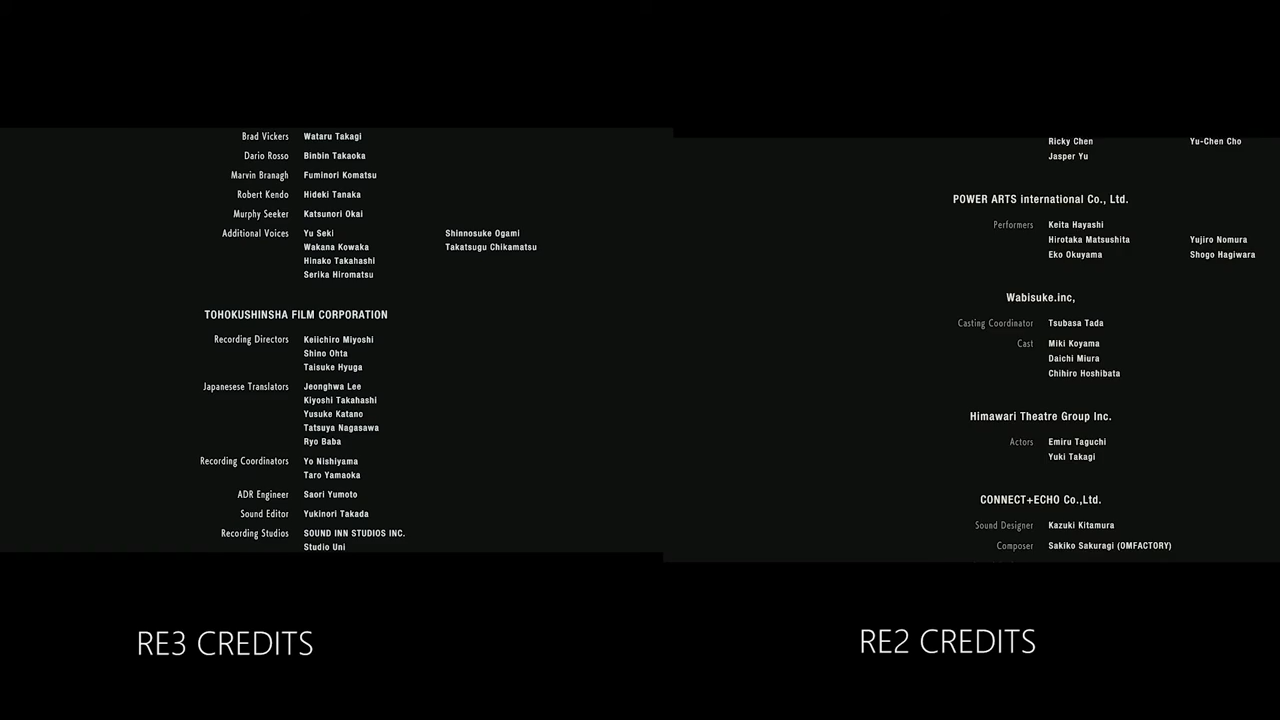 Brad Vickers Wataru Takagi
Dario Rosso Binbin Takaoka
Marvin Branagh Fuminori Komatsu
Robert Kendo Hideki Tanaka
Murphy Seeker Katsunori Okai
Additional Voices Yu Seki Shinnosuke Ogami
Wakana Kowaka Takatsugu Chikamatsu
Hinako Takahashi
Serika Hiromatsu
TOHOKUSHINSHA FILM CORPORATION
Recording Directors Keiichiro Miyoshi
Shino Ohta
Taisuke Hyuga
Japanesese Translators Jeonghwa Lee
Kiyoshi Takahashi
Yusuke Katano
Tatsuya Nagasawa
Ryo Baba
Recording Coordinators Yo Nishiyama
Taro Yamaoka
ADR Engineer Saori Yumoto
Sound Editor Yukinori Takada
Recording Studios SOUND INN STUDIOS INC.
Studio Uni
RE3 CREDITS
Ricky Chen Yu-Chen Cho
Jasper Yu
POWER ARTS international Co., Ltd.
Performers Keita Hayashi
Hirotaka Matsushita Yujiro Nomura
Eko Okuyama Shogo Hagiwara
Wabisuke.inc,
Casting Coordinator Tsubasa Tada
Cast Miki Koyama
Daichi Miura
Chihiro Hoshibata
Himawari Theatre Group Inc.
Actors Emiru Taguchi
Yuki Takagi
CONNECT+ECHO Co.,Ltd.
Sound Designer Kazuki Kitamura
Composer Sakiko Sakuragi (OMFACTORY)
RE2 CREDITS